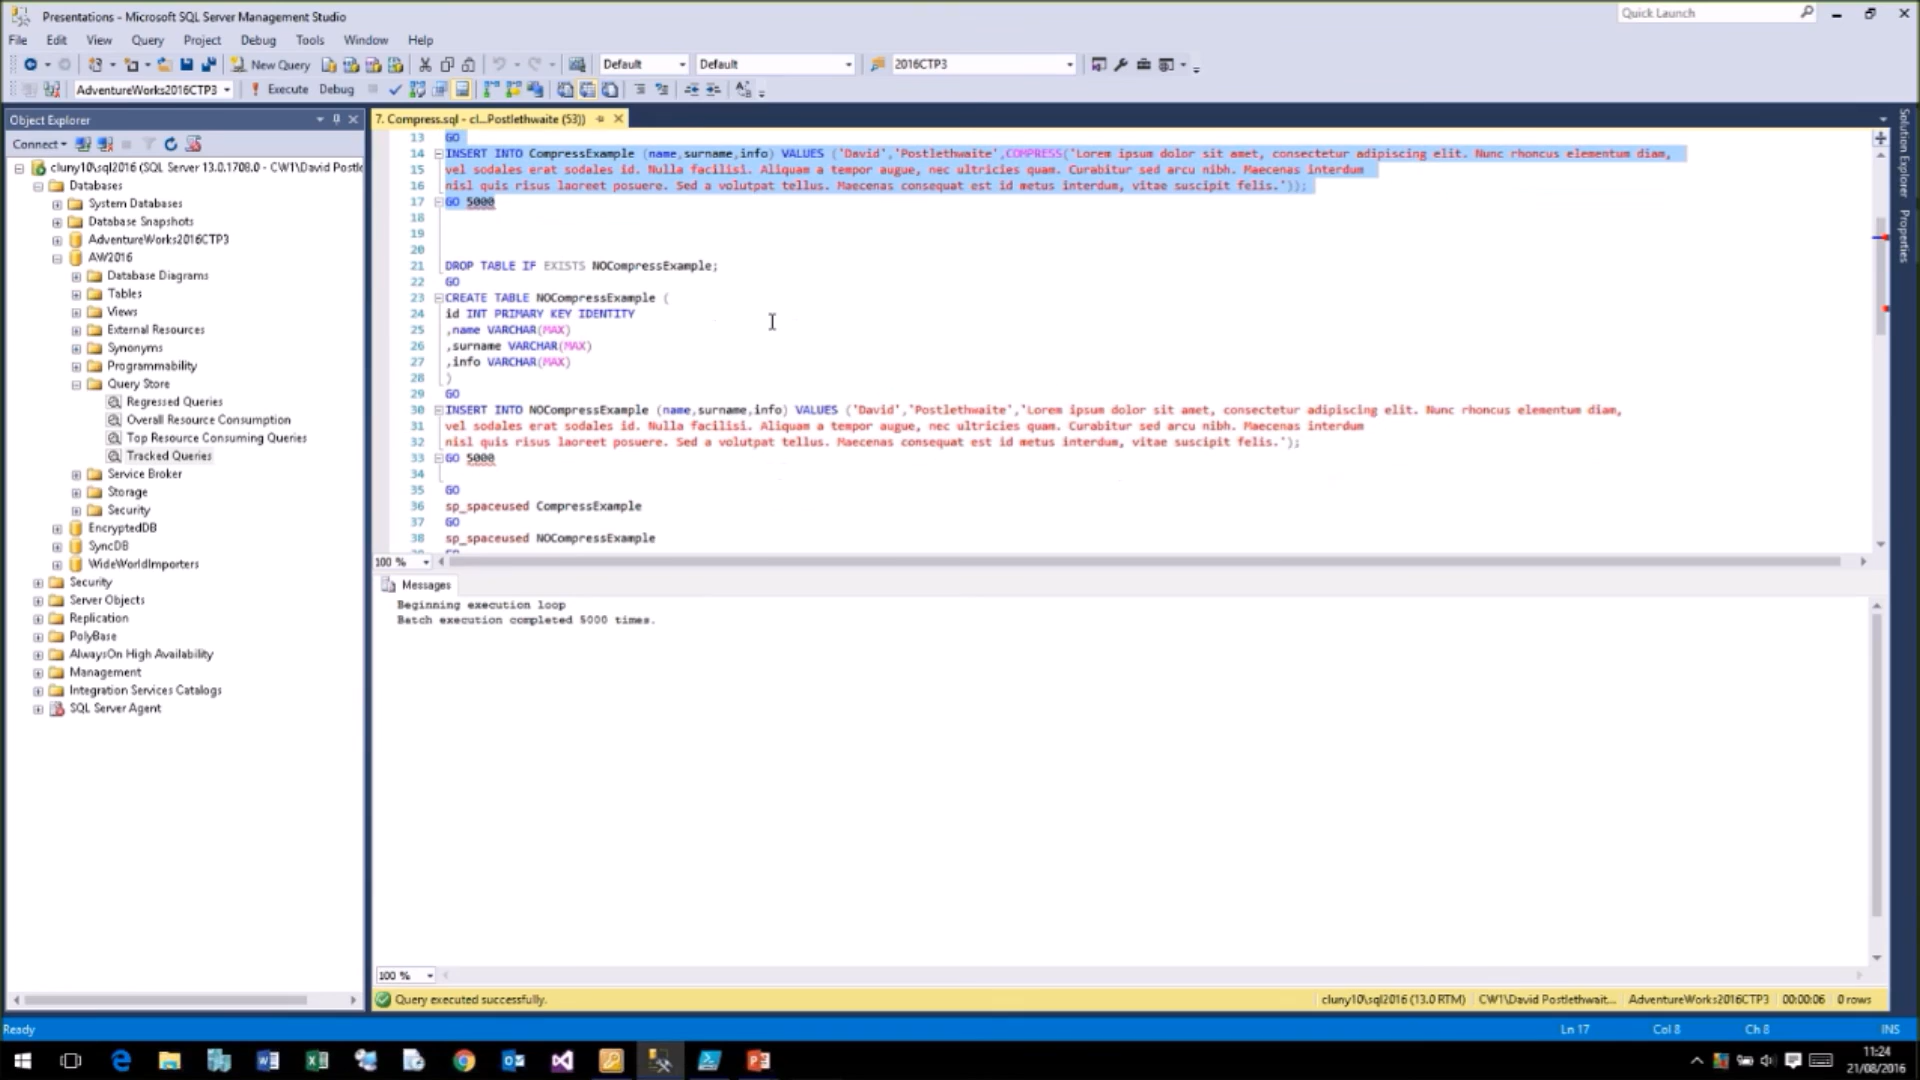 Presentations - Microsoft SQL Server Management Studio
Quick Launch
File Edit View Query Project Debug Tools Window Help
New Query Default Default 2016CTP3
AdventureWorks2016CTP3 Execute Debug
Object Explorer
Connect
cluny10\sql2016 (SQL Server 13.0.1708.0 - CW1\David Postle
Databases
System Databases
Database Snapshots
AdventureWorks2016CTP3
AW2016
Database Diagrams
Tables
Views
External Resources
Synonyms
Programmability
Query Store
Regressed Queries
Overall Resource Consumption
Top Resource Consuming Queries
Tracked Queries
Service Broker
Storage
Security
EncryptedDB
SyncDB
WideWorldImporters
Security
Server Objects
Replication
PolyBase
AlwaysOn High Availability
Management
Integration Services Catalogs
SQL Server Agent
7. Compress.sql - cl...Postlethwaite (53))
13 GO
14 INSERT INTO CompressExample (name,surname,info) VALUES ('David','Postlethwaite',COMPRESS('Lorem ipsum dolor sit amet, consectetur adipiscing elit. Nunc rhoncus elementum diam,
15 vel sodales erat sodales id. Nulla facilisi. Aliquam a tempor augue, nec ultricies quam. Curabitur sed arcu nibh. Maecenas interdum
16 nisl quis risus laoreet posuere. Sed a volutpat tellus. Maecenas consequat est id metus interdum, vitae suscipit felis.'));
17 GO 5000
18
19
20
21 DROP TABLE IF EXISTS NOCompressExample;
22 GO
23 CREATE TABLE NOCompressExample (
24 id INT PRIMARY KEY IDENTITY
25 ,name VARCHAR(MAX)
26 ,surname VARCHAR(MAX)
27 ,info VARCHAR(MAX)
28 )
29 GO
30 INSERT INTO NOCompressExample (name,surname,info) VALUES ('David','Postlethwaite','Lorem ipsum dolor sit amet, consectetur adipiscing elit. Nunc rhoncus elementum diam,
31 vel sodales erat sodales id. Nulla facilisi. Aliquam a tempor augue, nec ultricies quam. Curabitur sed arcu nibh. Maecenas interdum
32 nisl quis risus laoreet posuere. Sed a volutpat tellus. Maecenas consequat est id metus interdum, vitae suscipit felis.');
33 GO 5000
34
35 GO
36 sp_spaceused CompressExample
37 GO
38 sp_spaceused NOCompressExample
100 %
Messages
Beginning execution loop
Batch execution completed 5000 times.
100 %
Query executed successfully. cluny10\sql2016 (13.0 RTM) CW1\David Postlethwait... AdventureWorks2016CTP3 00:00:06 0 rows
Solution Explorer
Properties
Ready Ln 17 Col 8 Ch 8 INS
11:24
21/08/2016